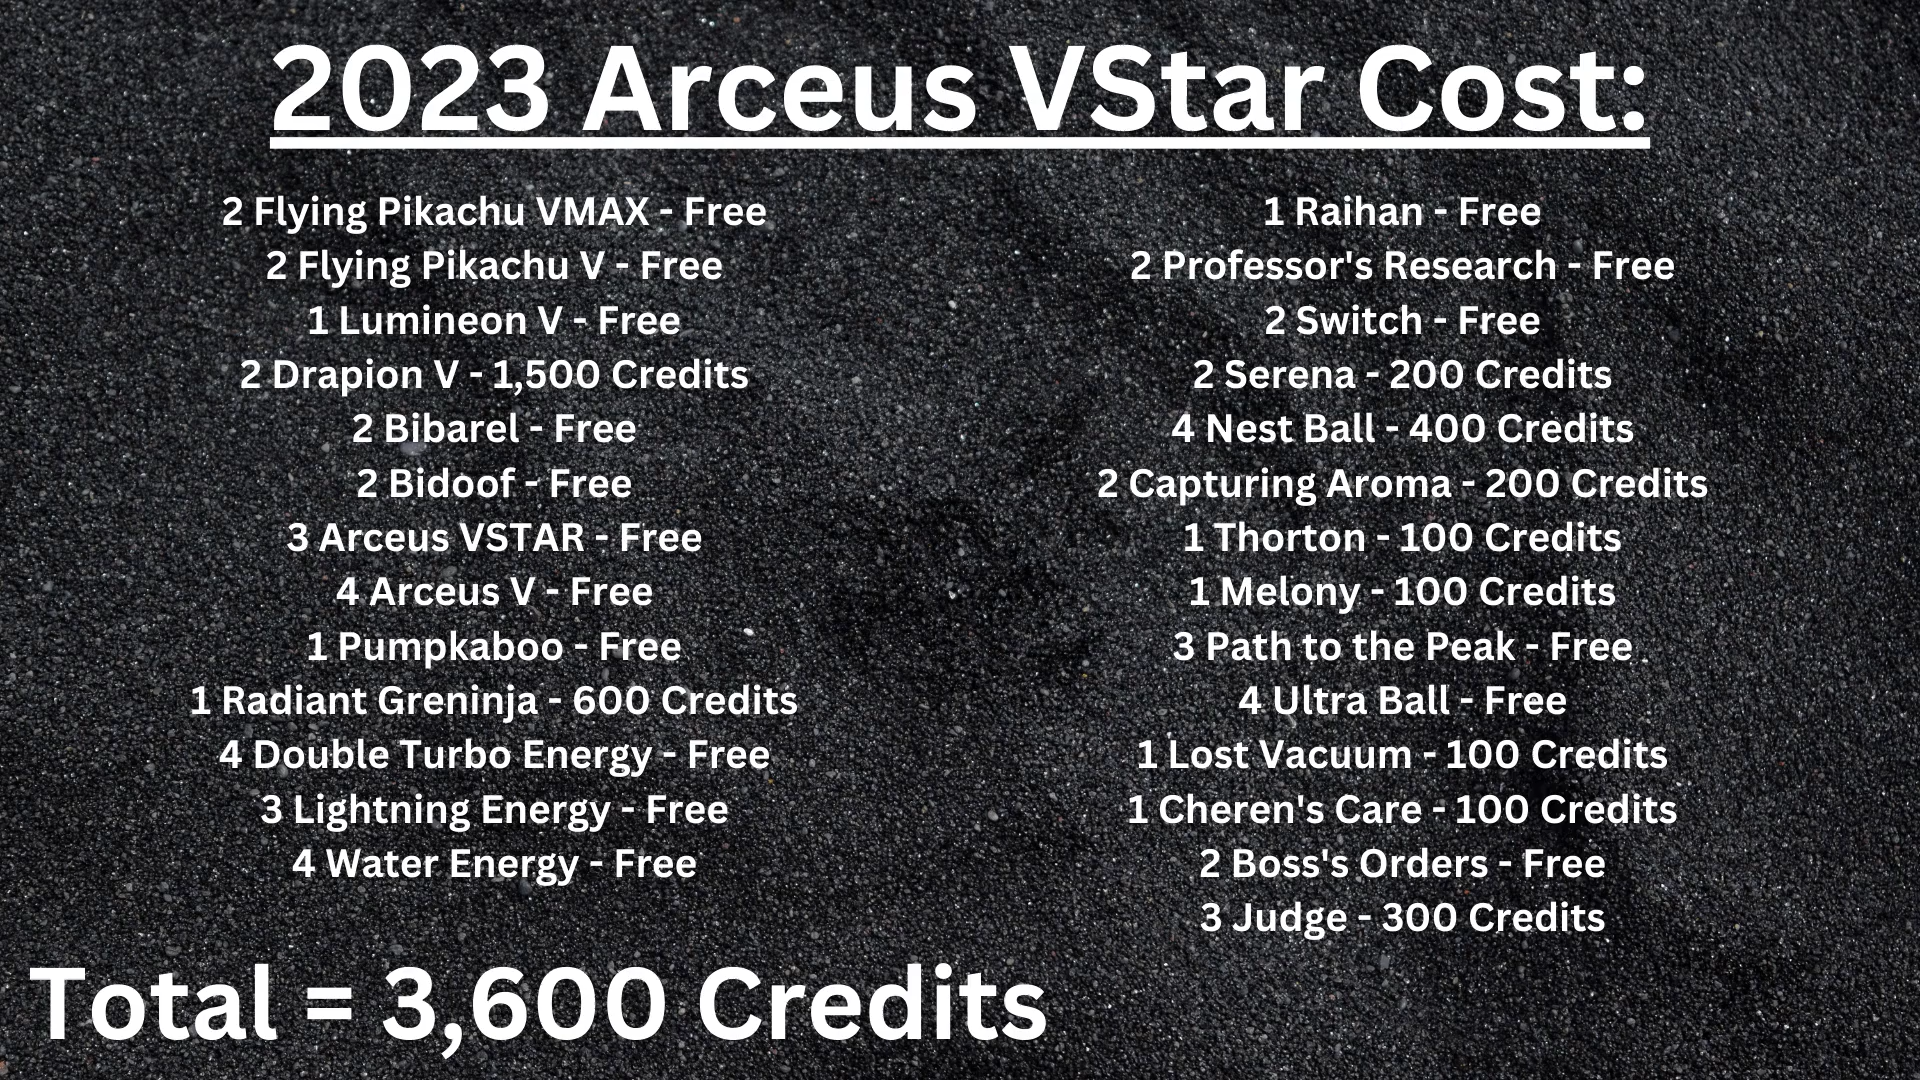 2023 Arceus VStar Cost:
2 Flying Pikachu VMAX - Free
2 Flying Pikachu V - Free
1 Lumineon V - Free
2 Drapion V - 1,500 Credits
2 Bibarel - Free
2 Bidoof - Free
3 Arceus VSTAR - Free
4 Arceus V - Free
1 Pumpkaboo - Free
1 Radiant Greninja - 600 Credits
4 Double Turbo Energy - Free
3 Lightning Energy - Free
4 Water Energy - Free
1 Raihan - Free
2 Professor's Research - Free
2 Switch - Free
2 Serena - 200 Credits
4 Nest Ball - 400 Credits
2 Capturing Aroma - 200 Credits
1 Thorton - 100 Credits
1 Melony - 100 Credits
3 Path to the Peak - Free
4 Ultra Ball - Free
1 Lost Vacuum - 100 Credits
1 Cheren's Care - 100 Credits
2 Boss's Orders - Free
3 Judge - 300 Credits
Total = 3,600 Credits